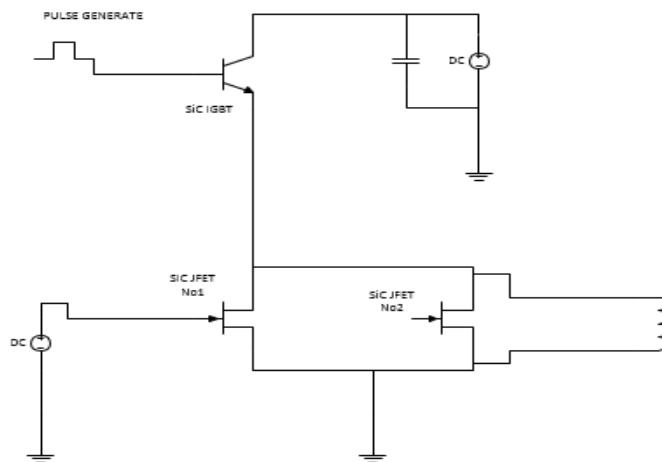 PULSE GENERATE
DC
SiC IGBT
SiC JFET
No1
SiC JFET
No2
DC